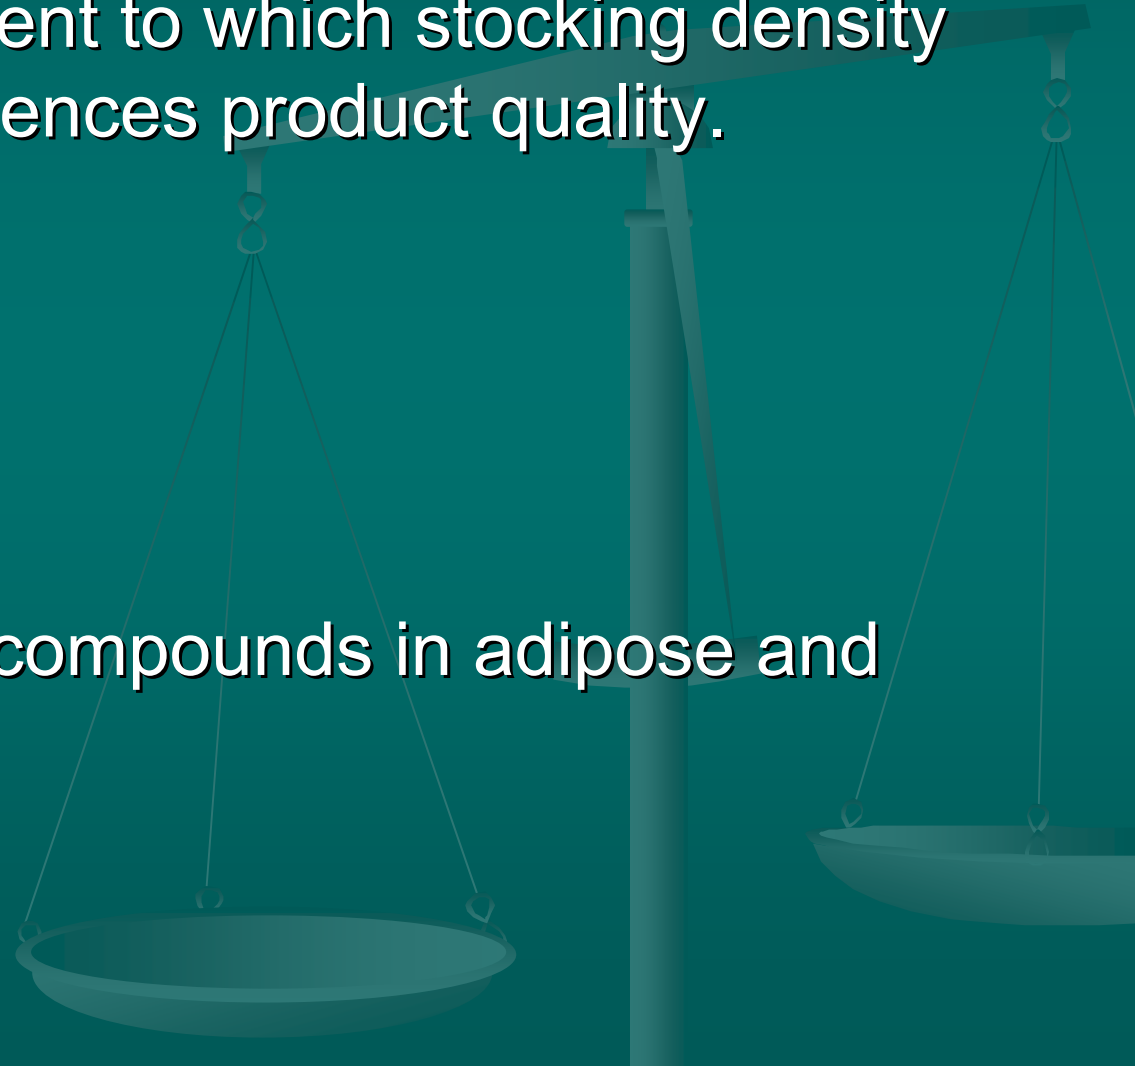 ent to which stocking density
ences product quality.
compounds in adipose and